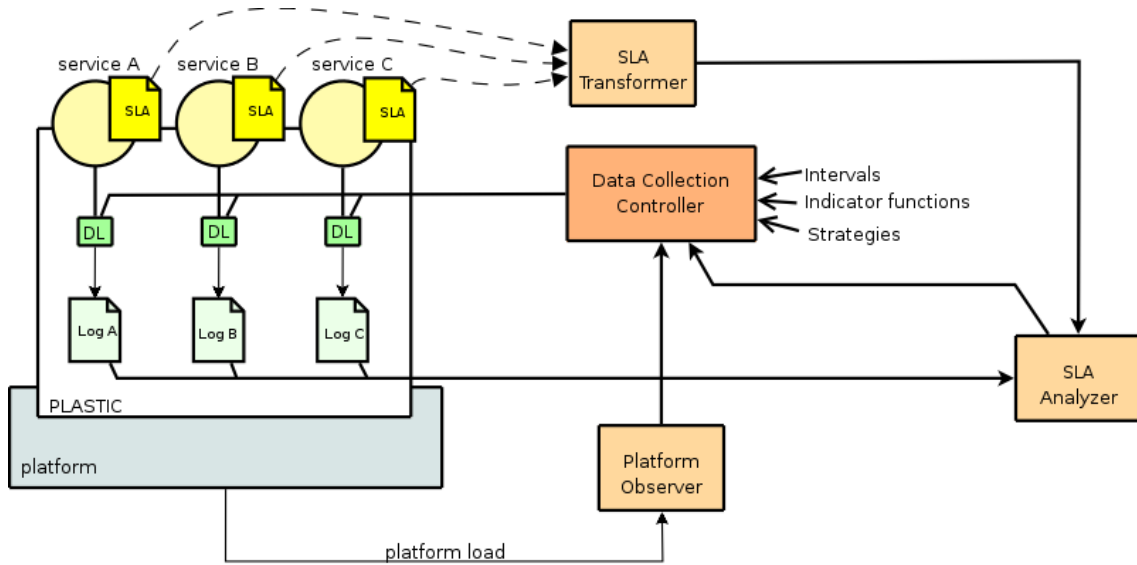 service A
service B
service C
SLA
SLA
SLA
SLA
Transformer
Data Collection
Controller
Intervals
Indicator functions
Strategies
DL
DL
DL
Log A
Log B
Log C
SLA
Analyzer
PLASTIC
platform
Platform
Observer
platform load